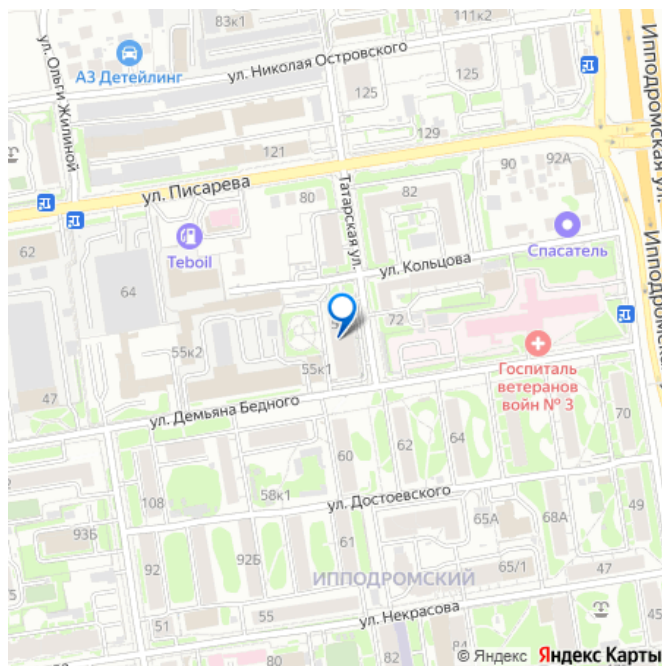 83к1
111к2
ул. Ольги Жилиной
АЗ Детейлинг
ул. Николая Островского
125
125
129
121
Ипподромская ул.
Ипподромская
ул. Писарева
Татарская ул.
90
92А
80
82
62
Teboil
64
ул. Кольцова
Спасатель
72
55к2
55к1
47
Госпиталь
ветеранов
войн № 3
ул. Демьяна Бедного
60
62
64
70
108
58к1
ул. Достоевского
93Б
65А
68А
49
92
92Б
61
ИППОДРОМСКИЙ
65/1
47
51
55
ул. Некрасова
82
84
80
© Яндекс Яндекс Карты